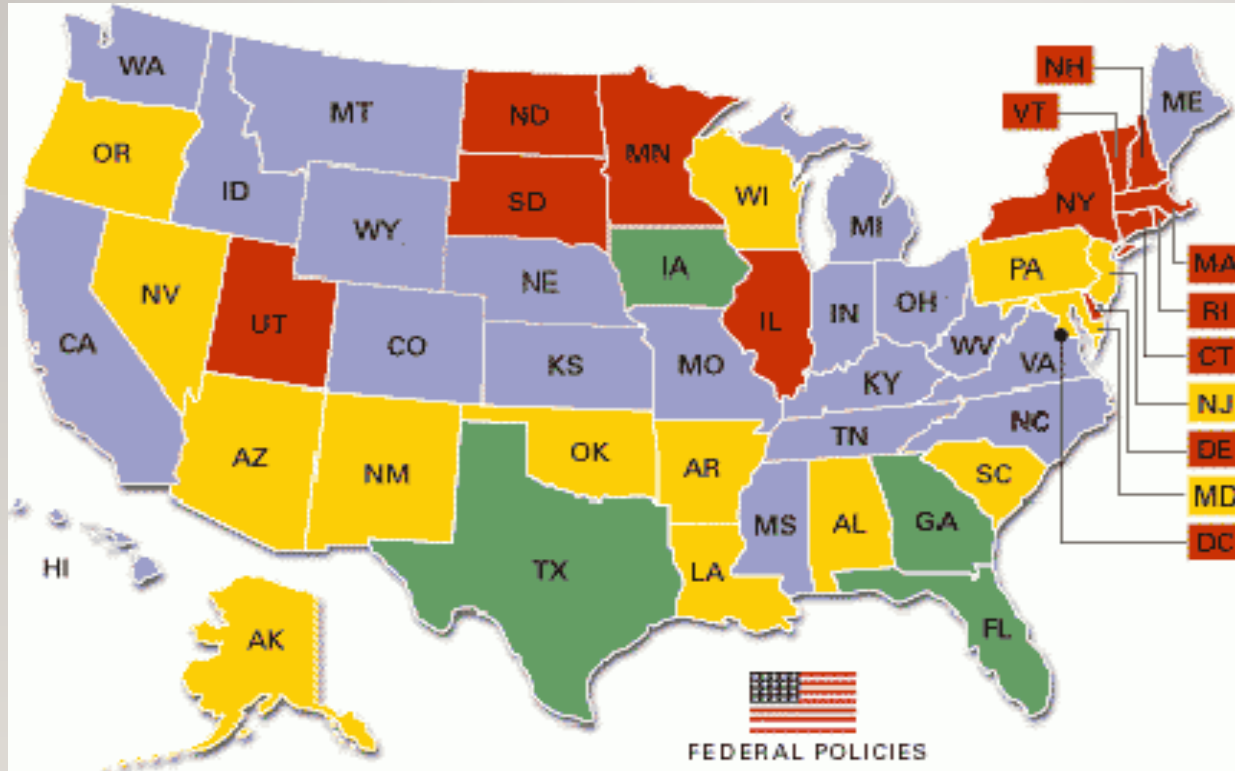 WA
MT
ND
MN
NH
VT
ME
OR
ID
WY
SD
WI
MI
NY
NE
IA
PA
MA
NV
UT
CO
IL
IN
OH
RI
CA
KS
MO
WV
VA
CT
KY
NJ
AZ
NM
OK
AR
TN
NC
DE
SC
MD
MS
AL
GA
DC
HI
TX
LA
AK
FL
FEDERAL POLICIES